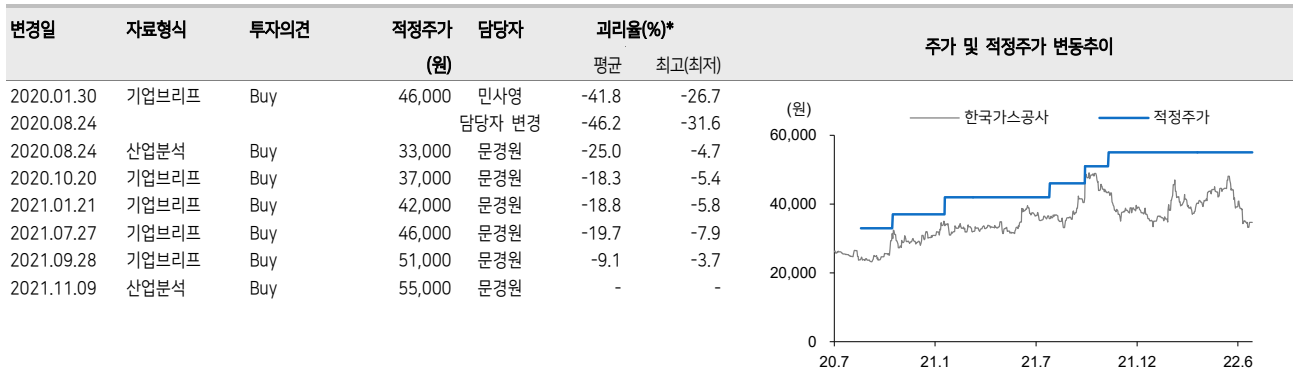 변경일 자료형식 투자의견 적정주가 담당자 괴리율(%)*
(원) 평균 최고(최저)
2020.01.30 기업브리프 Buy 46,000 민사영 -41.8 -26.7
2020.08.24 담당자 변경 -46.2 -31.6
2020.08.24 산업분석 Buy 33,000 문경원 -25.0 -4.7
2020.10.20 기업브리프 Buy 37,000 문경원 -18.3 -5.4
2021.01.21 기업브리프 Buy 42,000 문경원 -18.8 -5.8
2021.07.27 기업브리프 Buy 46,000 문경원 -19.7 -7.9
2021.09.28 기업브리프 Buy 51,000 문경원 -9.1 -3.7
2021.11.09 산업분석 Buy 55,000 문경원 - -
주가 및 적정주가 변동추이
(원)
한국가스공사 적정주가
60,000
40,000
20,000
0
20.7 21.1 21.7 21.12 22.6